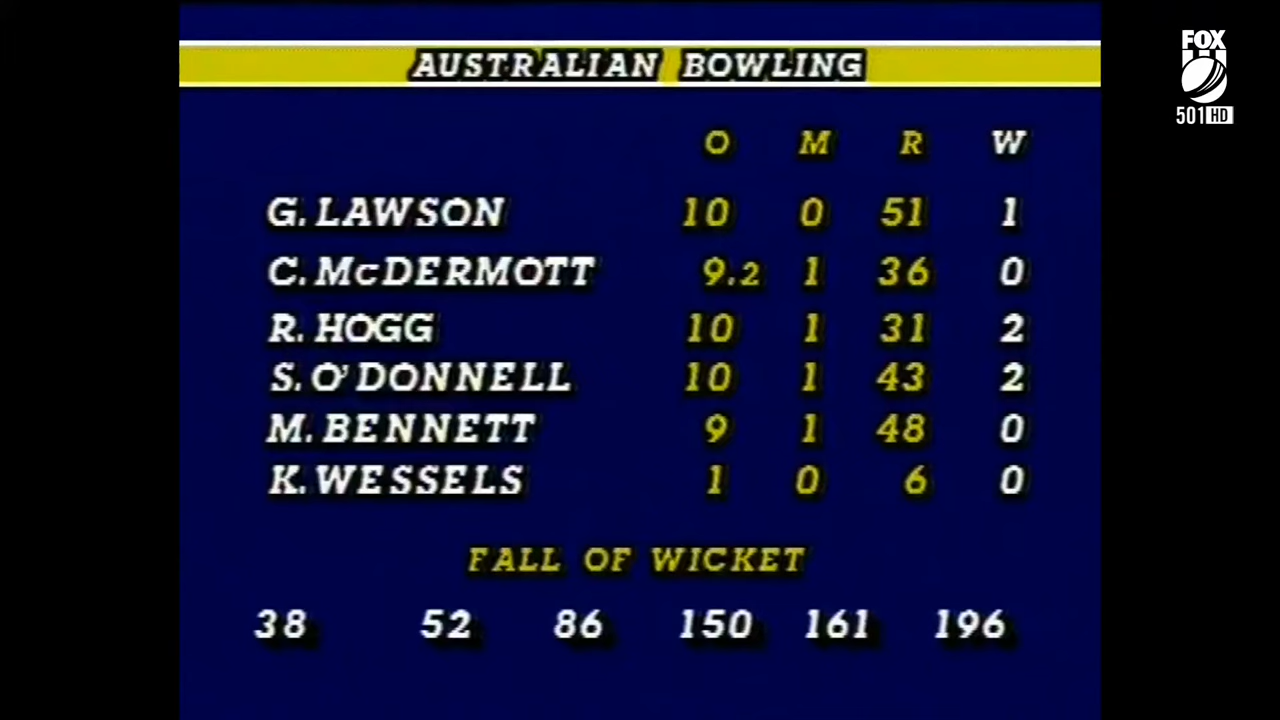 AUSTRALIAN BOWLING
FOX
501 HD
O M R W
G. LAWSON 10 0 51 1
C. McDERMOTT 9.2 1 36 0
R. HOGG 10 1 31 2
S. O'DONNELL 10 1 43 2
M. BENNETT 9 1 48 0
K. WESSELS 1 0 6 0
FALL OF WICKET
38 52 86 150 161 196